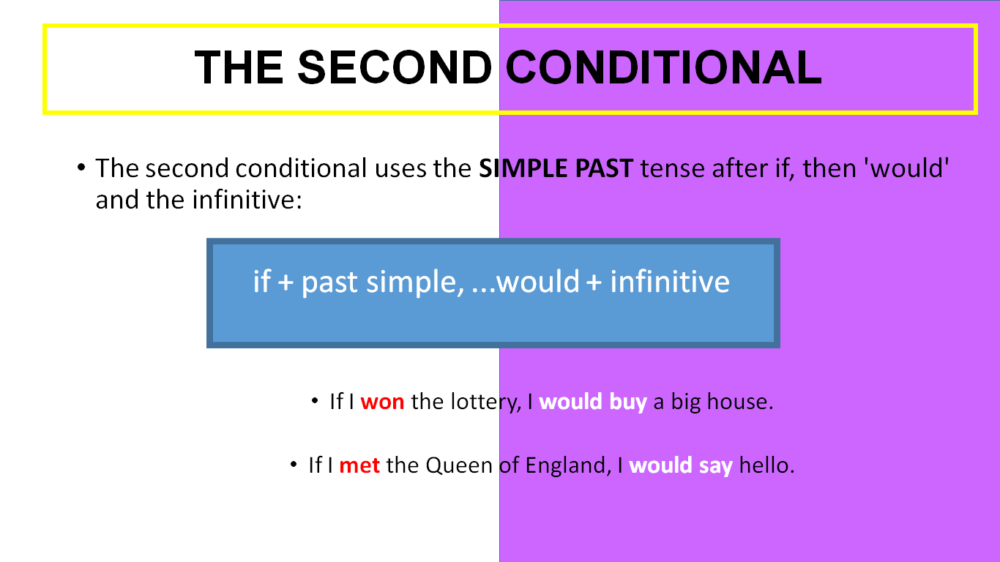 THE SECOND CONDITIONAL
• The second conditional uses the SIMPLE PAST tense after if, then 'would'
and the infinitive:
if + past simple, ...would + infinitive
• If I won the lottery, I would buy a big house.
• If I met the Queen of England, I would say hello.